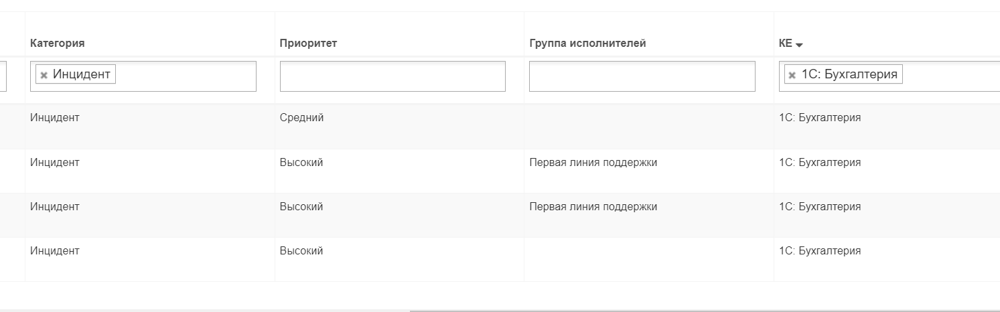 Категория Приоритет Группа исполнителей КЕ
Инцидент 1С: Бухгалтерия
Инцидент Средний 1С: Бухгалтерия
Инцидент Высокий Первая линия поддержки 1С: Бухгалтерия
Инцидент Высокий Первая линия поддержки 1С: Бухгалтерия
Инцидент Высокий 1С: Бухгалтерия